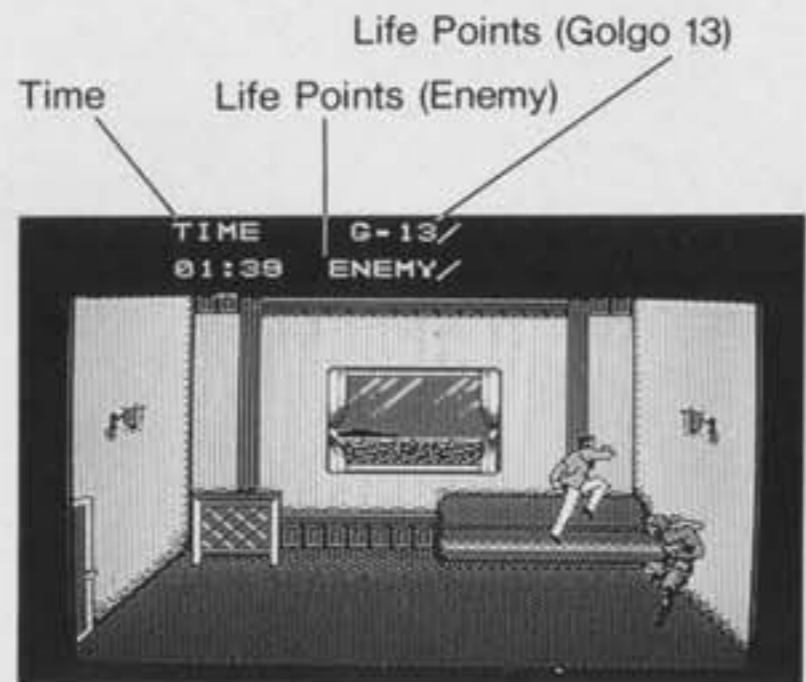 Life Points (Golgo 13)
Time Life Points (Enemy)
TIME G-13/
01:39 ENEMY/